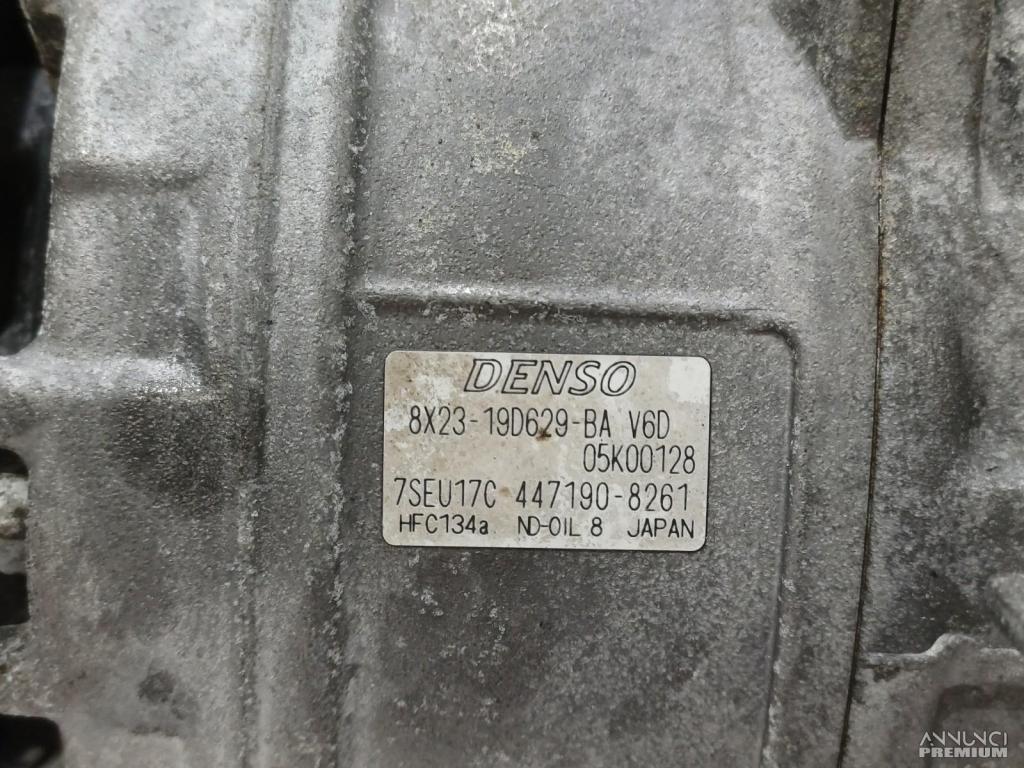 DENSO
8X23-19D629-BA V6D
05K00128
7SEU17C 447190-8261
HFC134a ND-OIL 8 JAPAN
ANNUNCI
PREMIUM